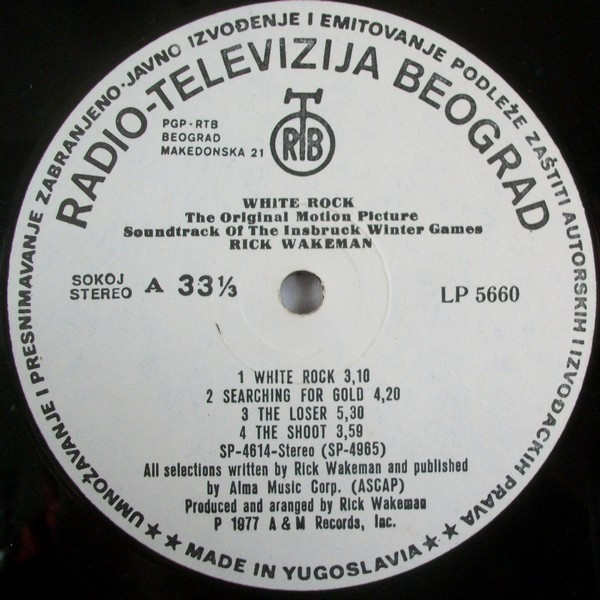 UMNOŽAVANJE I PRESNIMAVANJE ZABRANJENO·JAVNO IZVOĐENJE I EMITOVANJE PODLEŽE ZAŠTITI AUTORSKIH I IZVOĐAČKIH PRAVA
RADIO-TELEVIZIJA BEOGRAD
PGP-RTB
BEOGRAD
MAKEDONSKA 21
RTB
WHITE ROCK
The Original Motion Picture
Soundtrack Of The Insbruck Winter Games
RICK WAKEMAN
SOKOJ
STEREO A 33⅓
LP 5660
1 WHITE ROCK 3,10
2 SEARCHING FOR GOLD 4,20
3 THE LOSER 5,30
4 THE SHOOT 3,59
SP-4614-Stereo (SP-4965)
All selections written by Rick Wakeman and published
by Alma Music Corp. (ASCAP)
Produced and aranged by Rick Wakeman
P 1977 A & M Records, Inc.
★★ MADE IN YUGOSLAVIA ★★